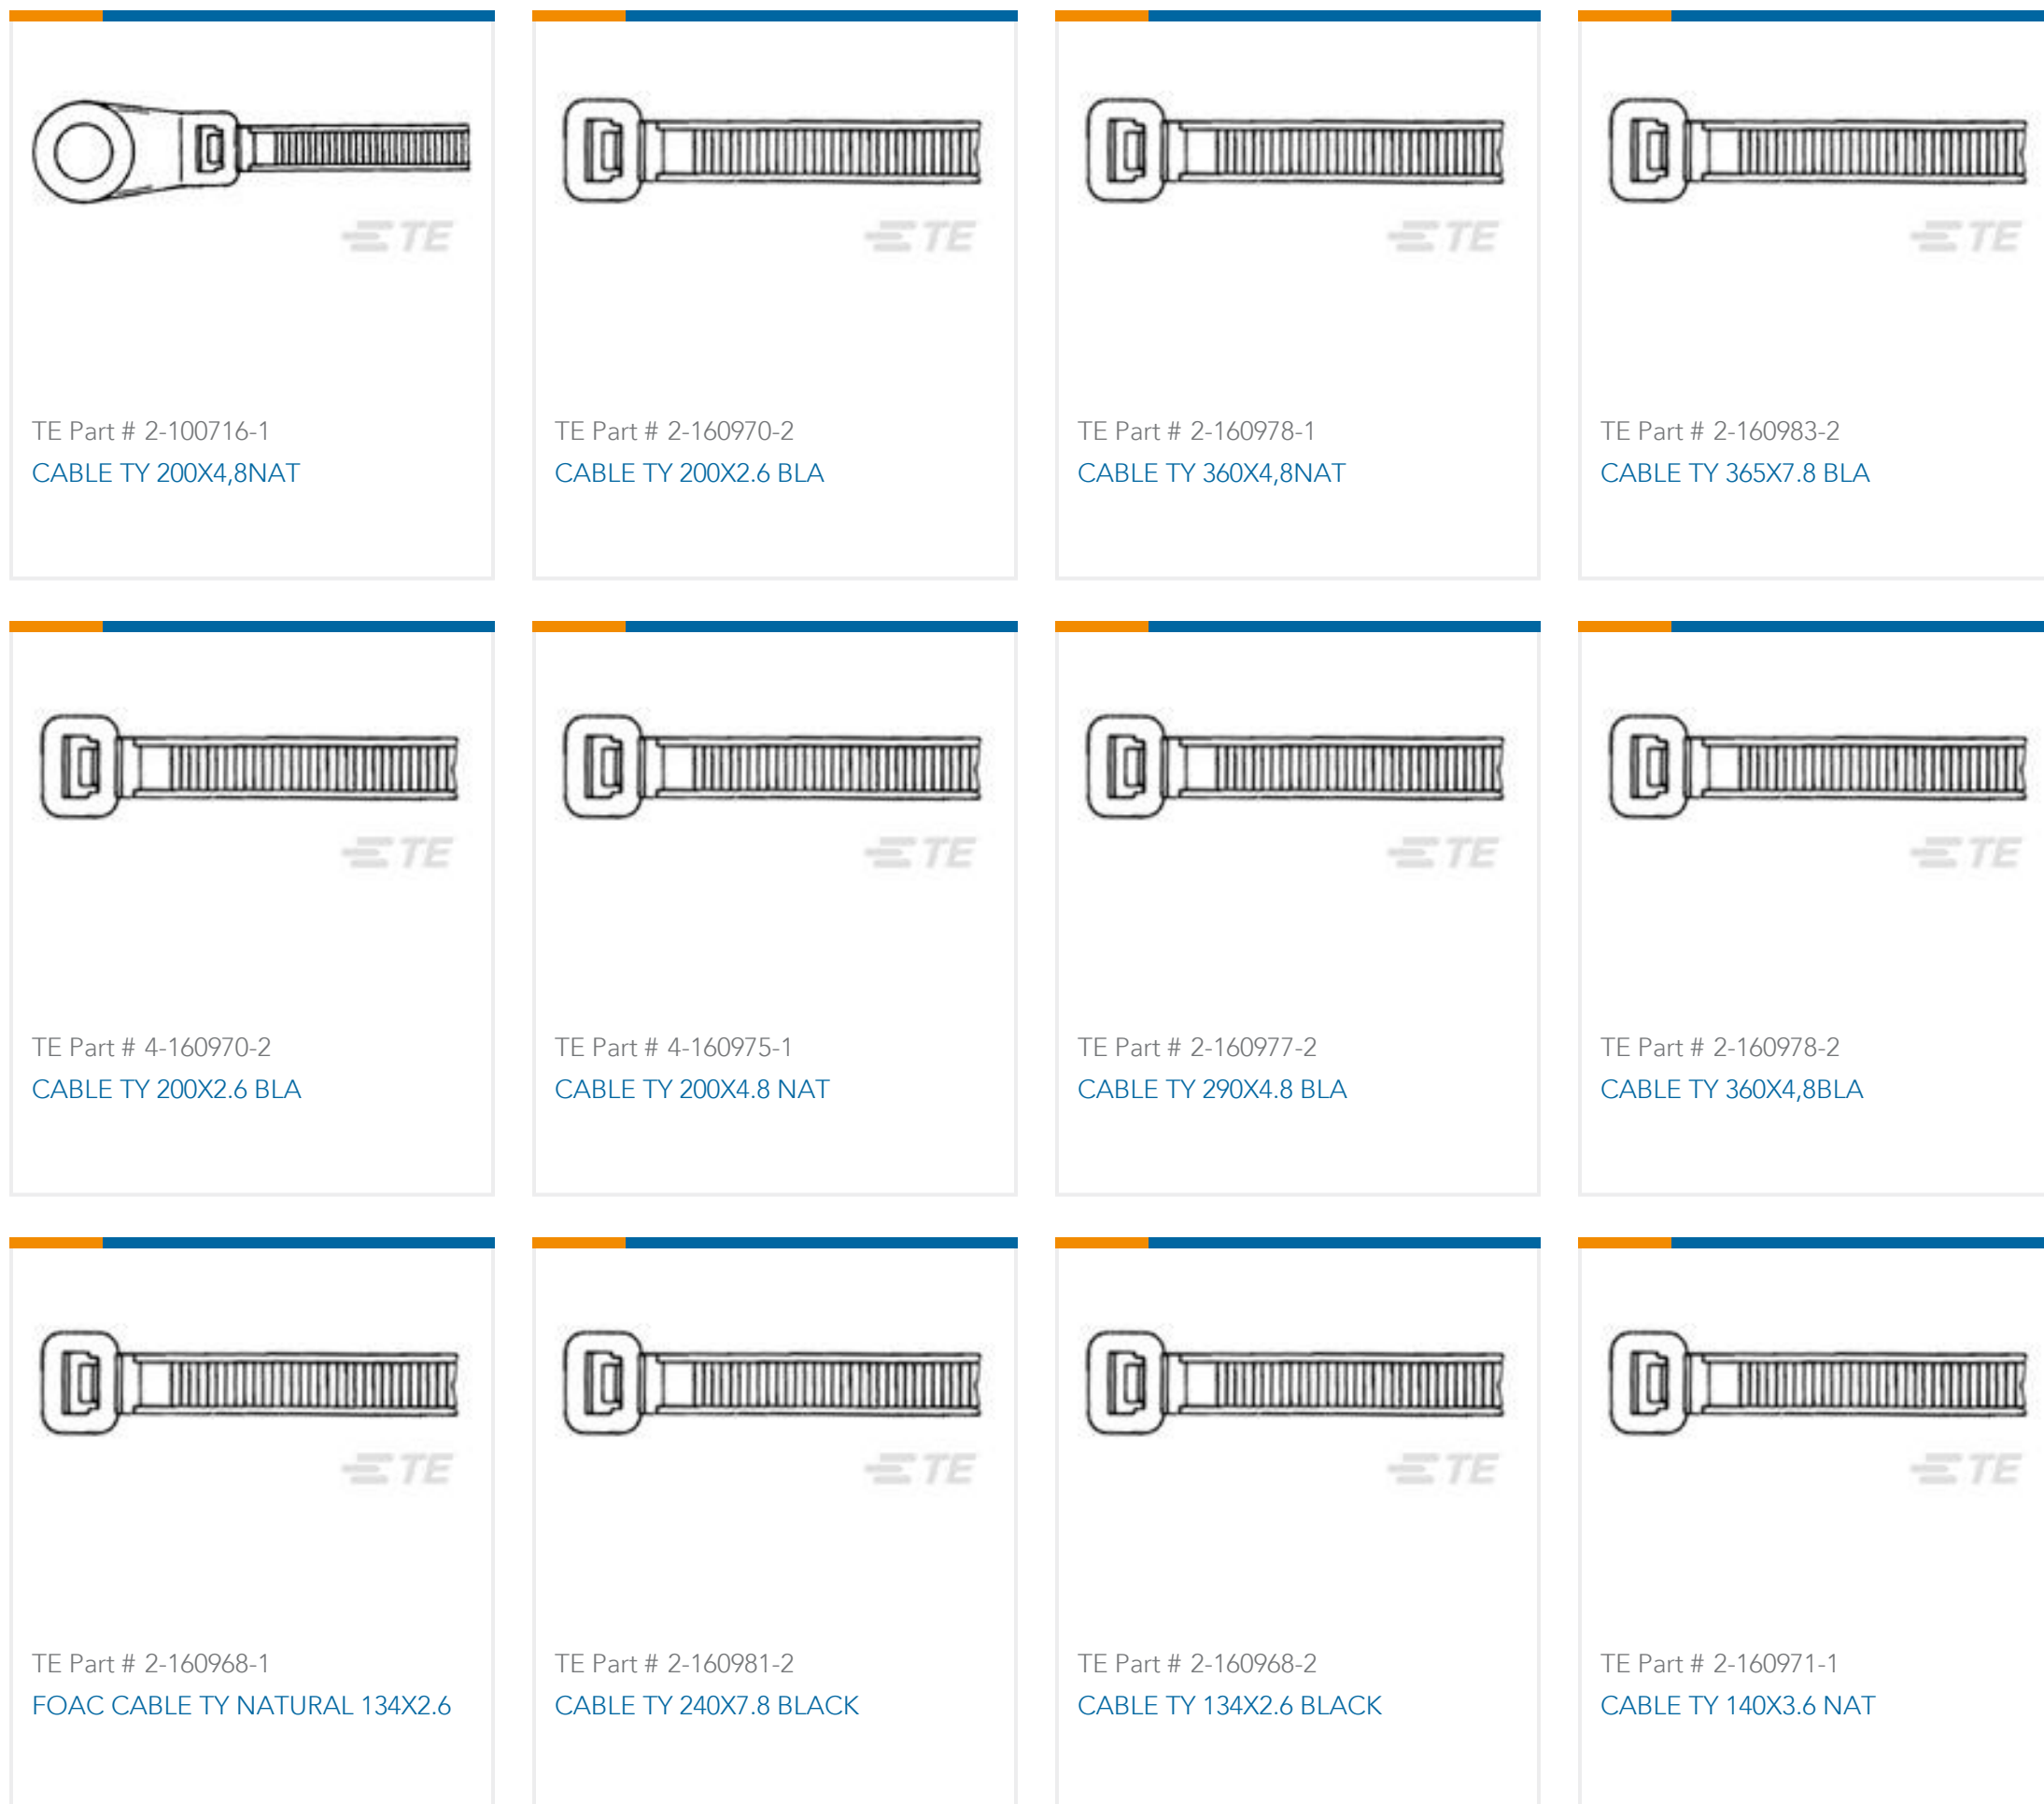 TE
TE
TE
TE
TE Part # 2-100716-1
CABLE TY 200X4,8NAT
TE Part # 2-160970-2
CABLE TY 200X2.6 BLA
TE Part # 2-160978-1
CABLE TY 360X4,8NAT
TE Part # 2-160983-2
CABLE TY 365X7.8 BLA
TE
TE
TE
TE
TE Part # 4-160970-2
CABLE TY 200X2.6 BLA
TE Part # 4-160975-1
CABLE TY 200X4.8 NAT
TE Part # 2-160977-2
CABLE TY 290X4.8 BLA
TE Part # 2-160978-2
CABLE TY 360X4,8BLA
TE
TE
TE
TE
TE Part # 2-160968-1
FOAC CABLE TY NATURAL 134X2.6
TE Part # 2-160981-2
CABLE TY 240X7.8 BLACK
TE Part # 2-160968-2
CABLE TY 134X2.6 BLACK
TE Part # 2-160971-1
CABLE TY 140X3.6 NAT